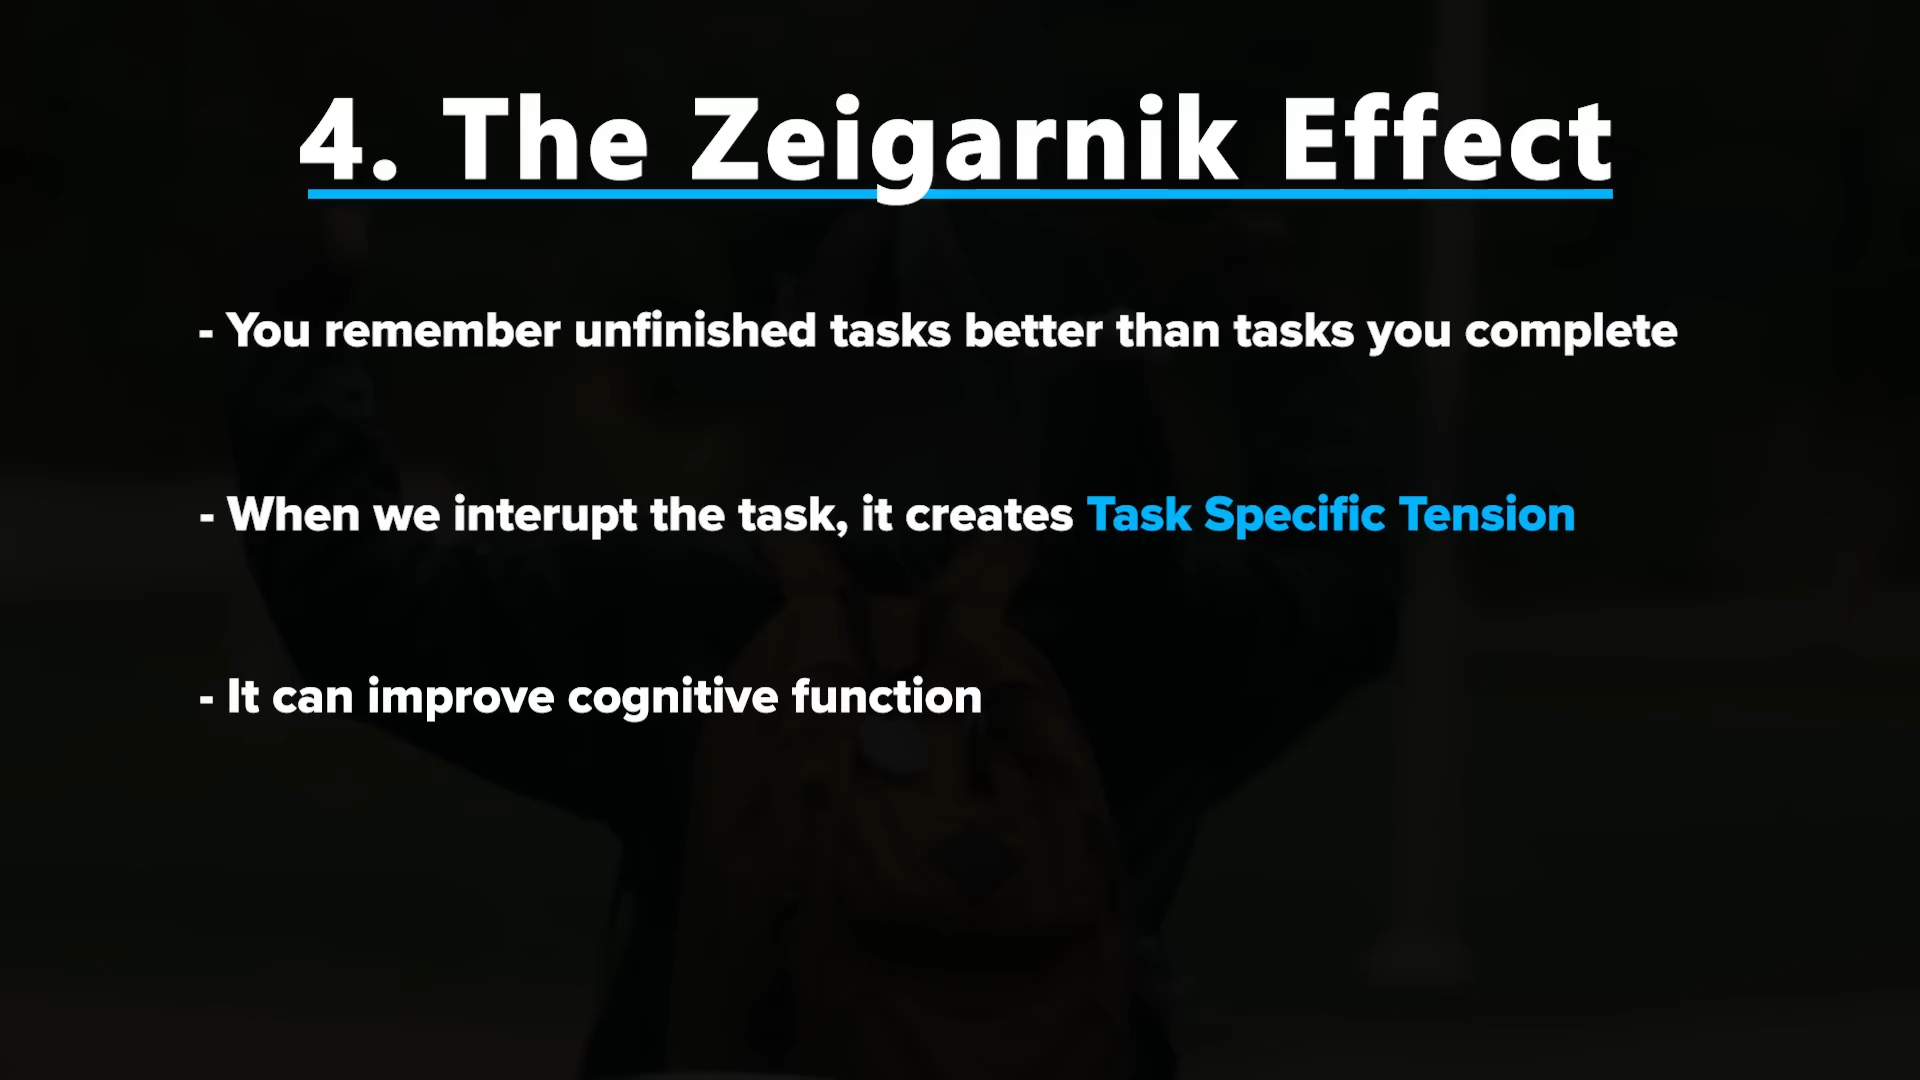 4. The Zeigarnik Effect
- You remember unfinished tasks better than tasks you complete
- When we interupt the task, it creates Task Specific Tension
- It can improve cognitive function